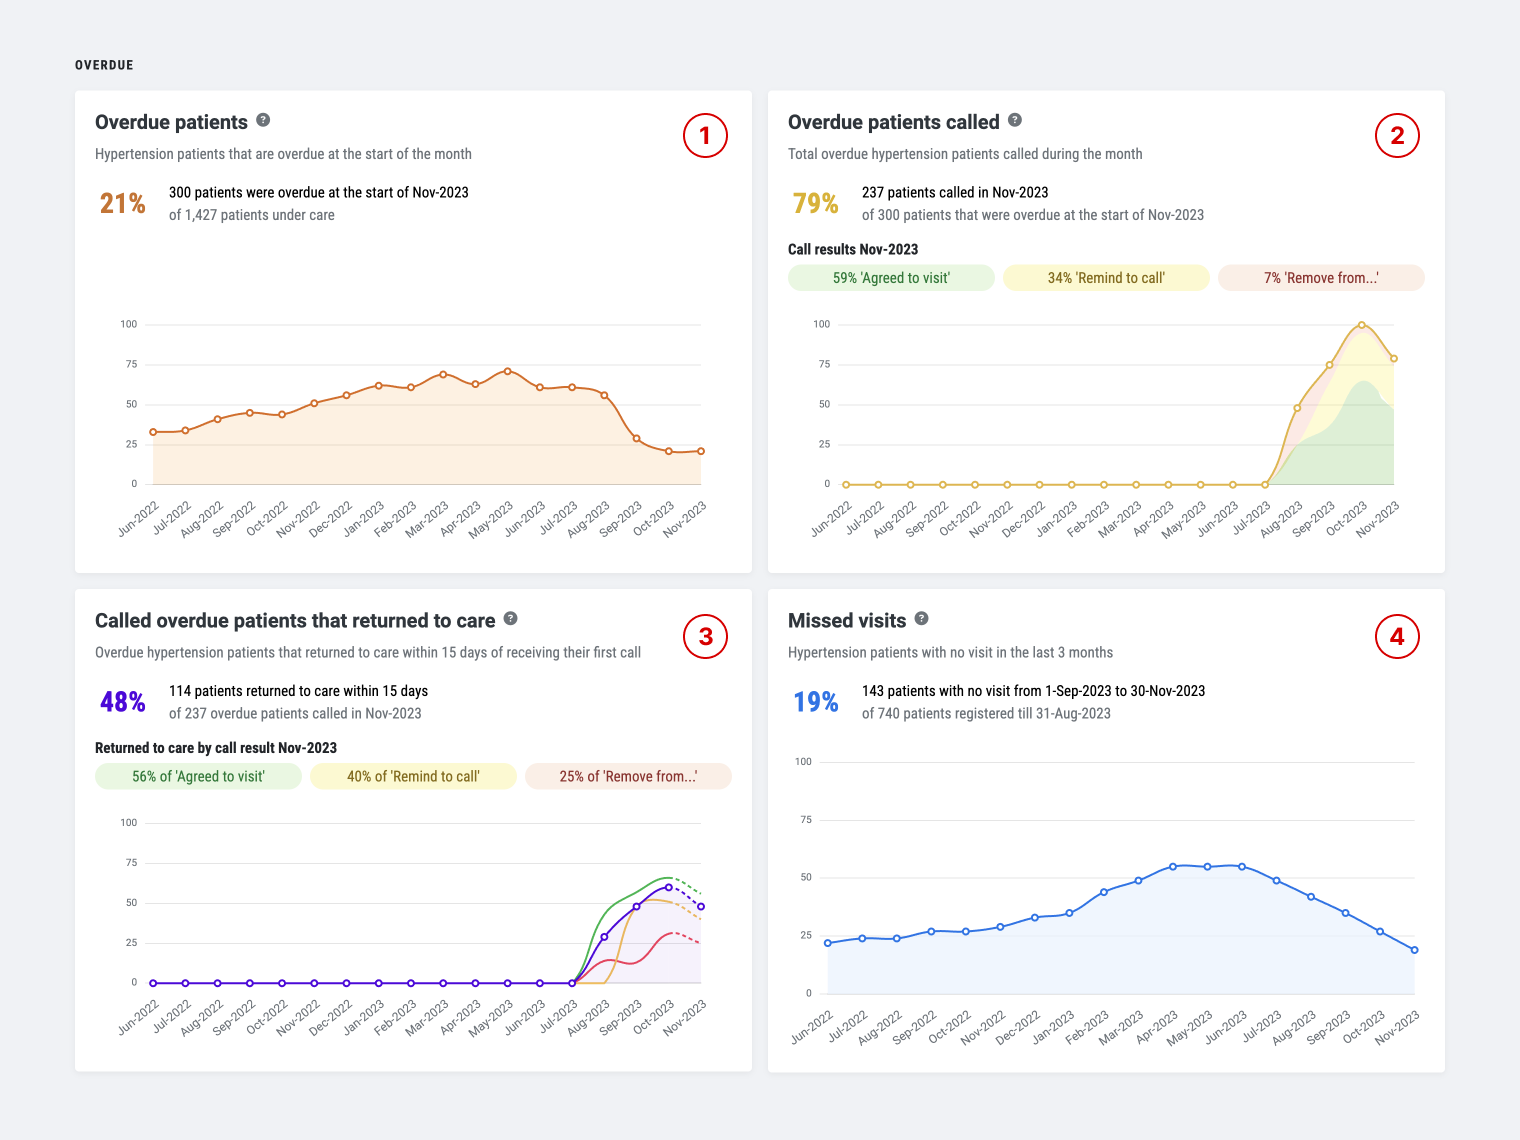 OVERDUE
Overdue patients ?
1
Hypertension patients that are overdue at the start of the month
21%
300 patients were overdue at the start of Nov-2023
of 1,427 patients under care
100
75
50
25
0
Jun-2022 Jul-2022 Aug-2022 Sep-2022 Oct-2022 Nov-2022 Dec-2022 Jan-2023 Feb-2023 Mar-2023 Apr-2023 May-2023 Jun-2023 Jul-2023 Aug-2023 Sep-2023 Oct-2023 Nov-2023
Overdue patients called ?
2
Total overdue hypertension patients called during the month
79%
237 patients called in Nov-2023
of 300 patients that were overdue at the start of Nov-2023
Call results Nov-2023
59% 'Agreed to visit' 34% 'Remind to call' 7% 'Remove from...'
100
75
50
25
0
Jun-2022 Jul-2022 Aug-2022 Sep-2022 Oct-2022 Nov-2022 Dec-2022 Jan-2023 Feb-2023 Mar-2023 Apr-2023 May-2023 Jun-2023 Jul-2023 Aug-2023 Sep-2023 Oct-2023 Nov-2023
Called overdue patients that returned to care ?
3
Overdue hypertension patients that returned to care within 15 days of receiving their first call
48%
114 patients returned to care within 15 days
of 237 overdue patients called in Nov-2023
Returned to care by call result Nov-2023
56% of 'Agreed to visit' 40% of 'Remind to call' 25% of 'Remove from...'
100
75
50
25
0
Jun-2022 Jul-2022 Aug-2022 Sep-2022 Oct-2022 Nov-2022 Dec-2022 Jan-2023 Feb-2023 Mar-2023 Apr-2023 May-2023 Jun-2023 Jul-2023 Aug-2023 Sep-2023 Oct-2023 Nov-2023
Missed visits ?
4
Hypertension patients with no visit in the last 3 months
19%
143 patients with no visit from 1-Sep-2023 to 30-Nov-2023
of 740 patients registered till 31-Aug-2023
100
75
50
25
0
Jun-2022 Jul-2022 Aug-2022 Sep-2022 Oct-2022 Nov-2022 Dec-2022 Jan-2023 Feb-2023 Mar-2023 Apr-2023 May-2023 Jun-2023 Jul-2023 Aug-2023 Sep-2023 Oct-2023 Nov-2023